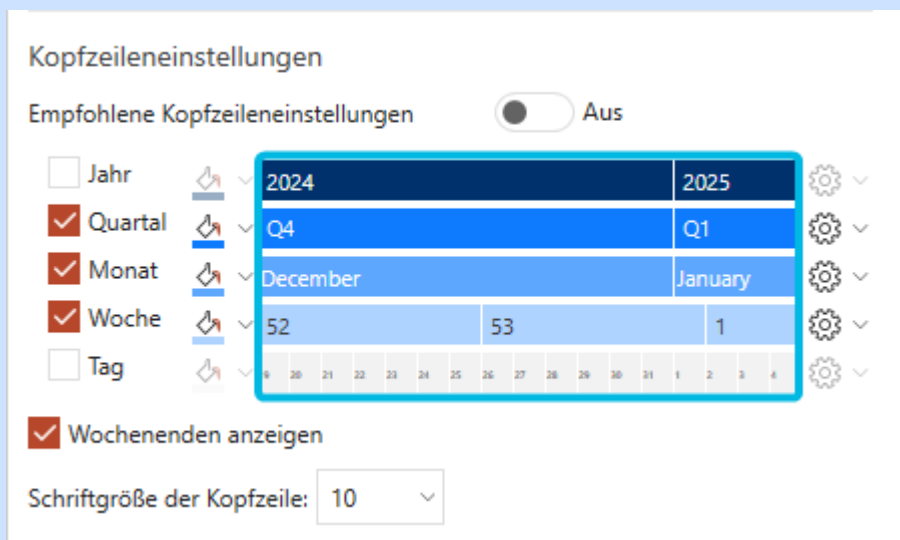 Kopfzeileneinstellungen
Empfohlene Kopfzeileneinstellungen Aus
Jahr 2024 2025
Quartal Q4 Q1
Monat December January
Woche 52 53 1
Tag 9 20 21 22 23 24 25 26 27 28 29 30 31 1 2 3 4
Wochenenden anzeigen
Schriftgröße der Kopfzeile: 10